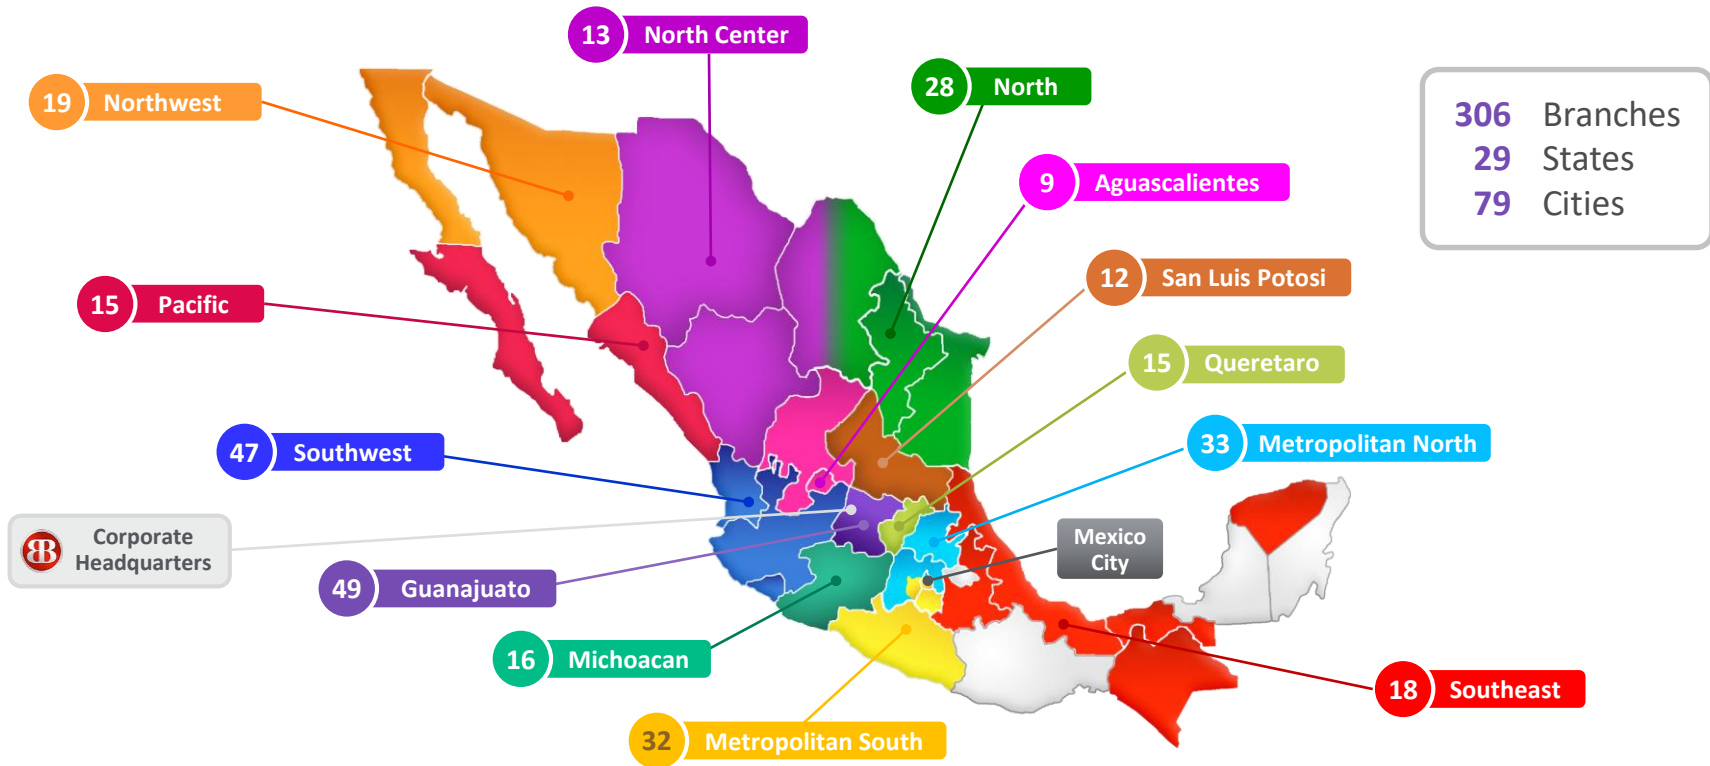 13 North Center
19 Northwest
28 North
306 Branches
29 States
79 Cities
9 Aguascalientes
12 San Luis Potosi
15 Pacific
15 Queretaro
47 Southwest
33 Metropolitan North
Corporate
Headquarters
Mexico
City
49 Guanajuato
16 Michoacan
18 Southeast
32 Metropolitan South